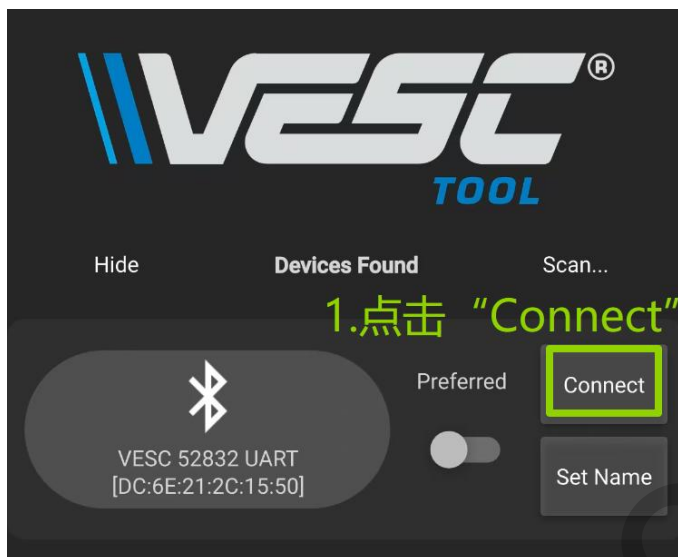 VESC®
TOOL
Hide Devices Found Scan...
1.点击“Connect”
Preferred Connect
VESC 52832 UART
[DC:6E:21:2C:15:50]
Set Name